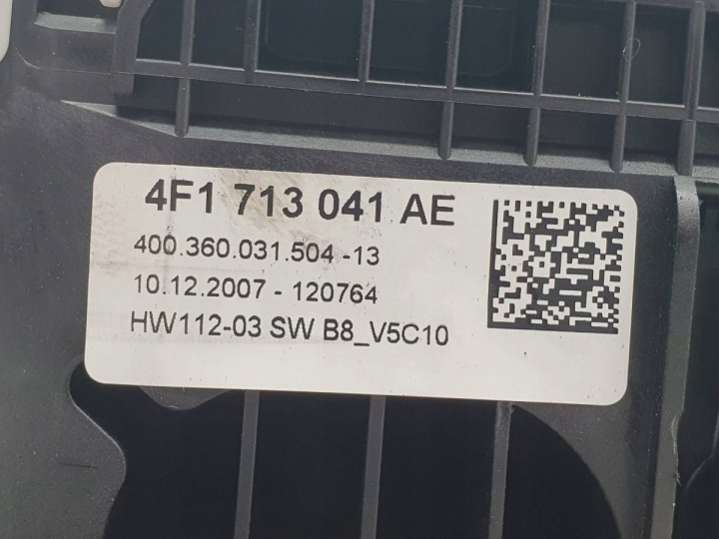 4F1 713 041 AE
400.360.031.504 -13
10.12.2007 - 120764
HW112-03 SW B8_V5C10